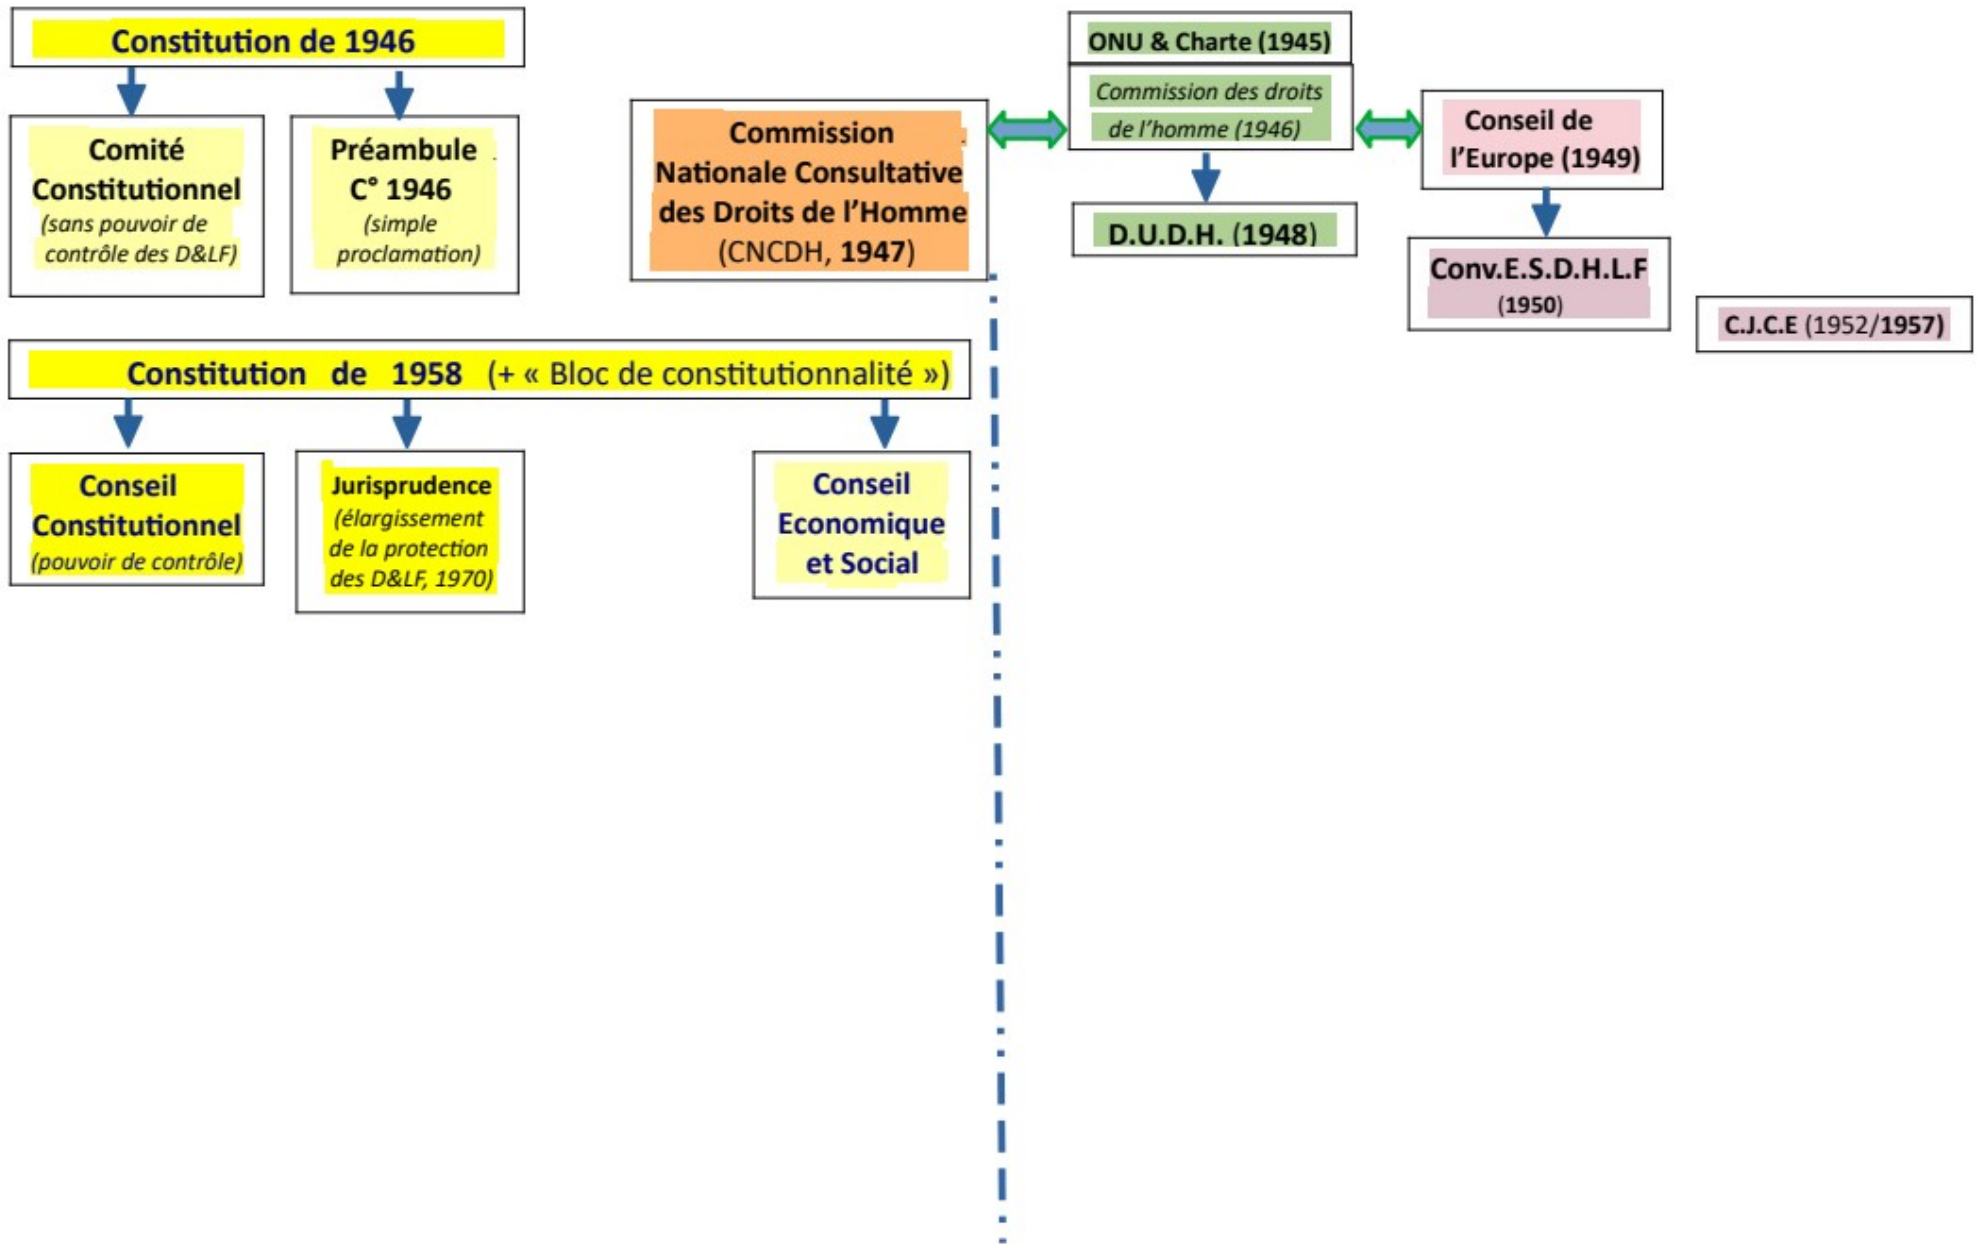 Constitution de 1946
Comité
Constitutionnel
(sans pouvoir de
contrôle des D&LF)
Préambule
C° 1946
(simple
proclamation)
Commission
Nationale Consultative
des Droits de l’Homme
(CNCDH, 1947)
ONU & Charte (1945)
Commission des droits
de l’homme (1946)
D.U.D.H. (1948)
Conseil de
l’Europe (1949)
Conv.E.S.D.H.L.F
(1950)
C.J.C.E (1952/1957)
Constitution de 1958 (+ « Bloc de constitutionnalité »)
Conseil
Constitutionnel
(pouvoir de contrôle)
Jurisprudence
(élargissement
de la protection
des D&LF, 1970)
Conseil
Economique
et Social